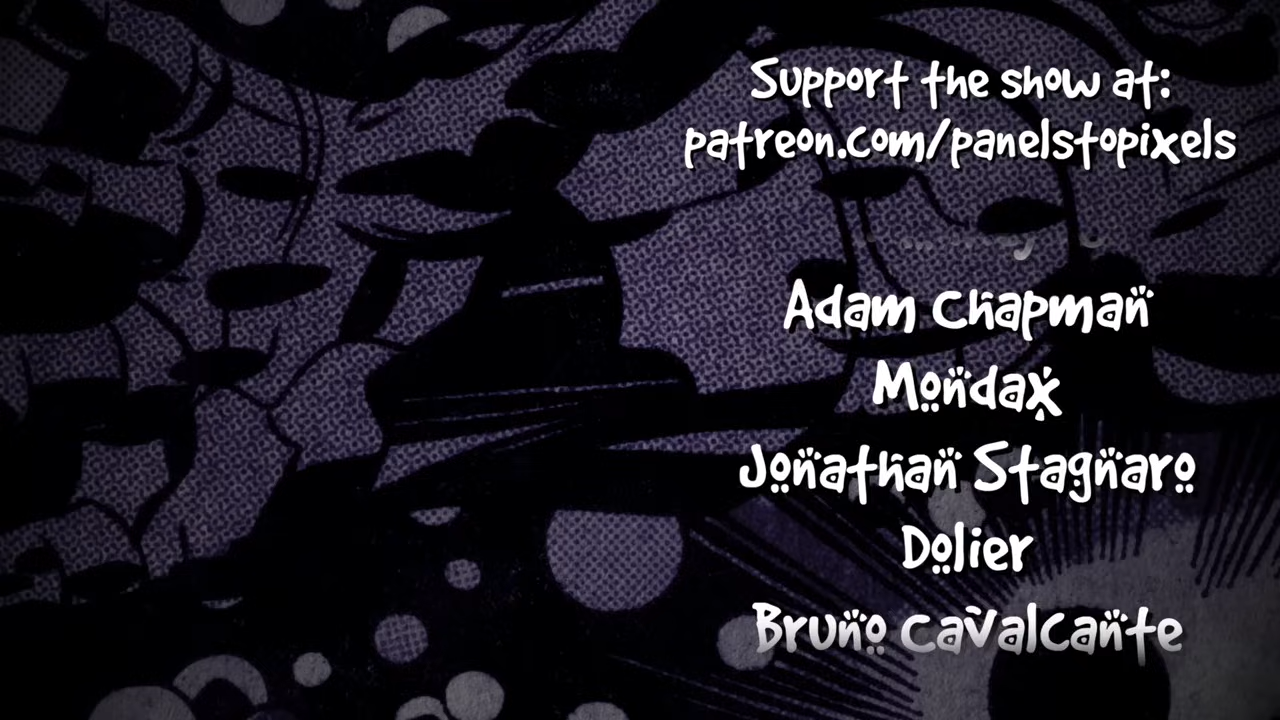 Support the show at:
patreon.com/panelstopixels
Adam Chapman
Mondax
Jonathan Stagnaro
Dolier
Bruno Cavalcante